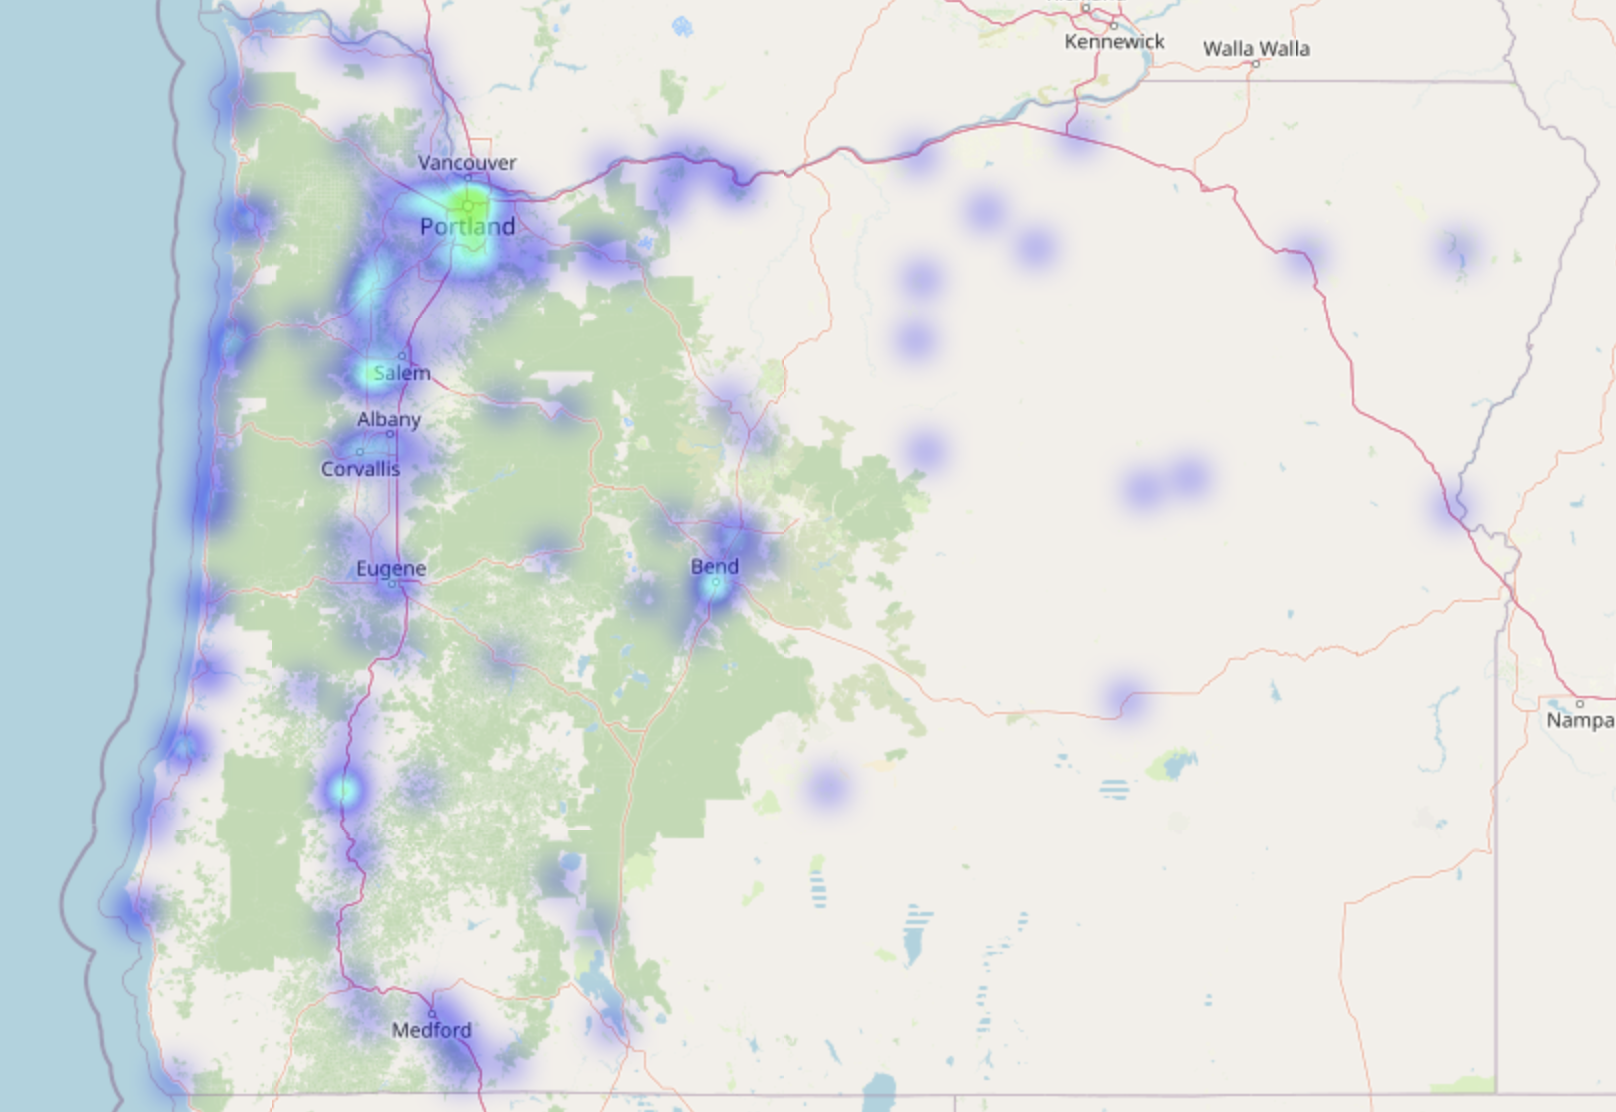 Kennewick
Walla Walla
Vancouver
Portland
Salem
Albany
Corvallis
Eugene
Bend
Nampa
Medford